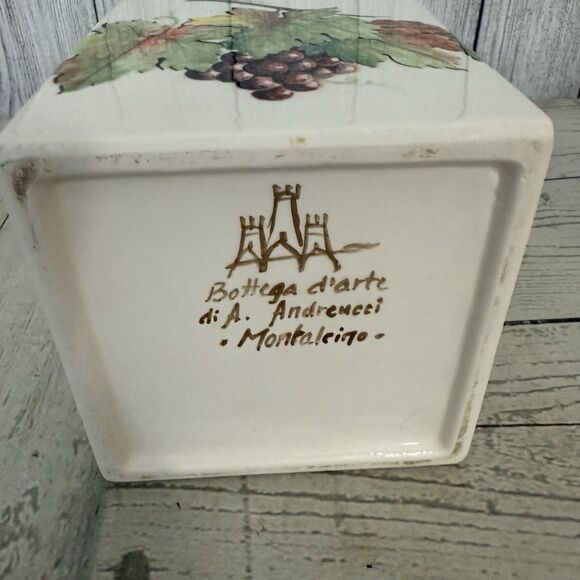 Bottega d'arte
di A. Andreucci
• Montalcino •